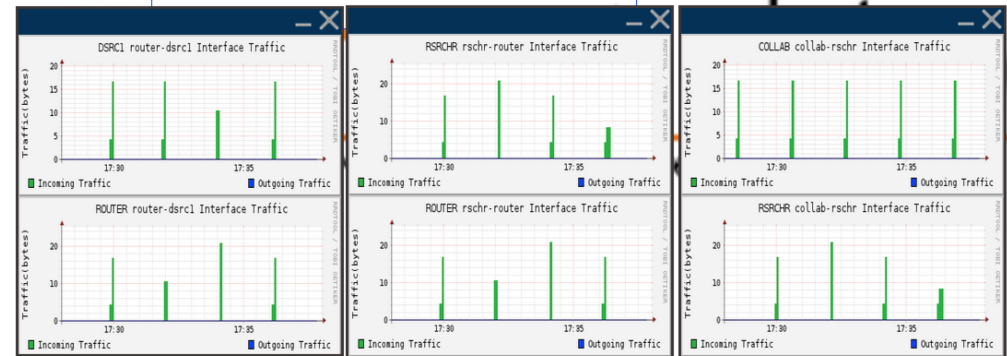 DSRC1 router-dsrc1 Interface Traffic
Traffic(bytes)
20
15
10
5
0
17:30 17:35
Incoming Traffic Outgoing Traffic
RRDTOOL / TOBI OETIKER
ROUTER router-dsrc1 Interface Traffic
Traffic(bytes)
20
10
0
17:30 17:35
Incoming Traffic Outgoing Traffic
RRDTOOL / TOBI OETIKER
RSRCHR rschr-router Interface Traffic
Traffic(bytes)
20
10
0
17:30 17:35
Incoming Traffic Outgoing Traffic
RRDTOOL / TOBI OETIKER
ROUTER rschr-router Interface Traffic
Traffic(bytes)
20
10
0
17:30 17:35
Incoming Traffic Outgoing Traffic
RRDTOOL / TOBI OETIKER
COLLAB collab-rschr Interface Traffic
Traffic(bytes)
20
15
10
5
0
17:30 17:35
Incoming Traffic Outgoing Traffic
RRDTOOL / TOBI OETIKER
RSRCHR collab-rschr Interface Traffic
Traffic(bytes)
20
10
0
17:30 17:35
Incoming Traffic Outgoing Traffic
RRDTOOL / TOBI OETIKER